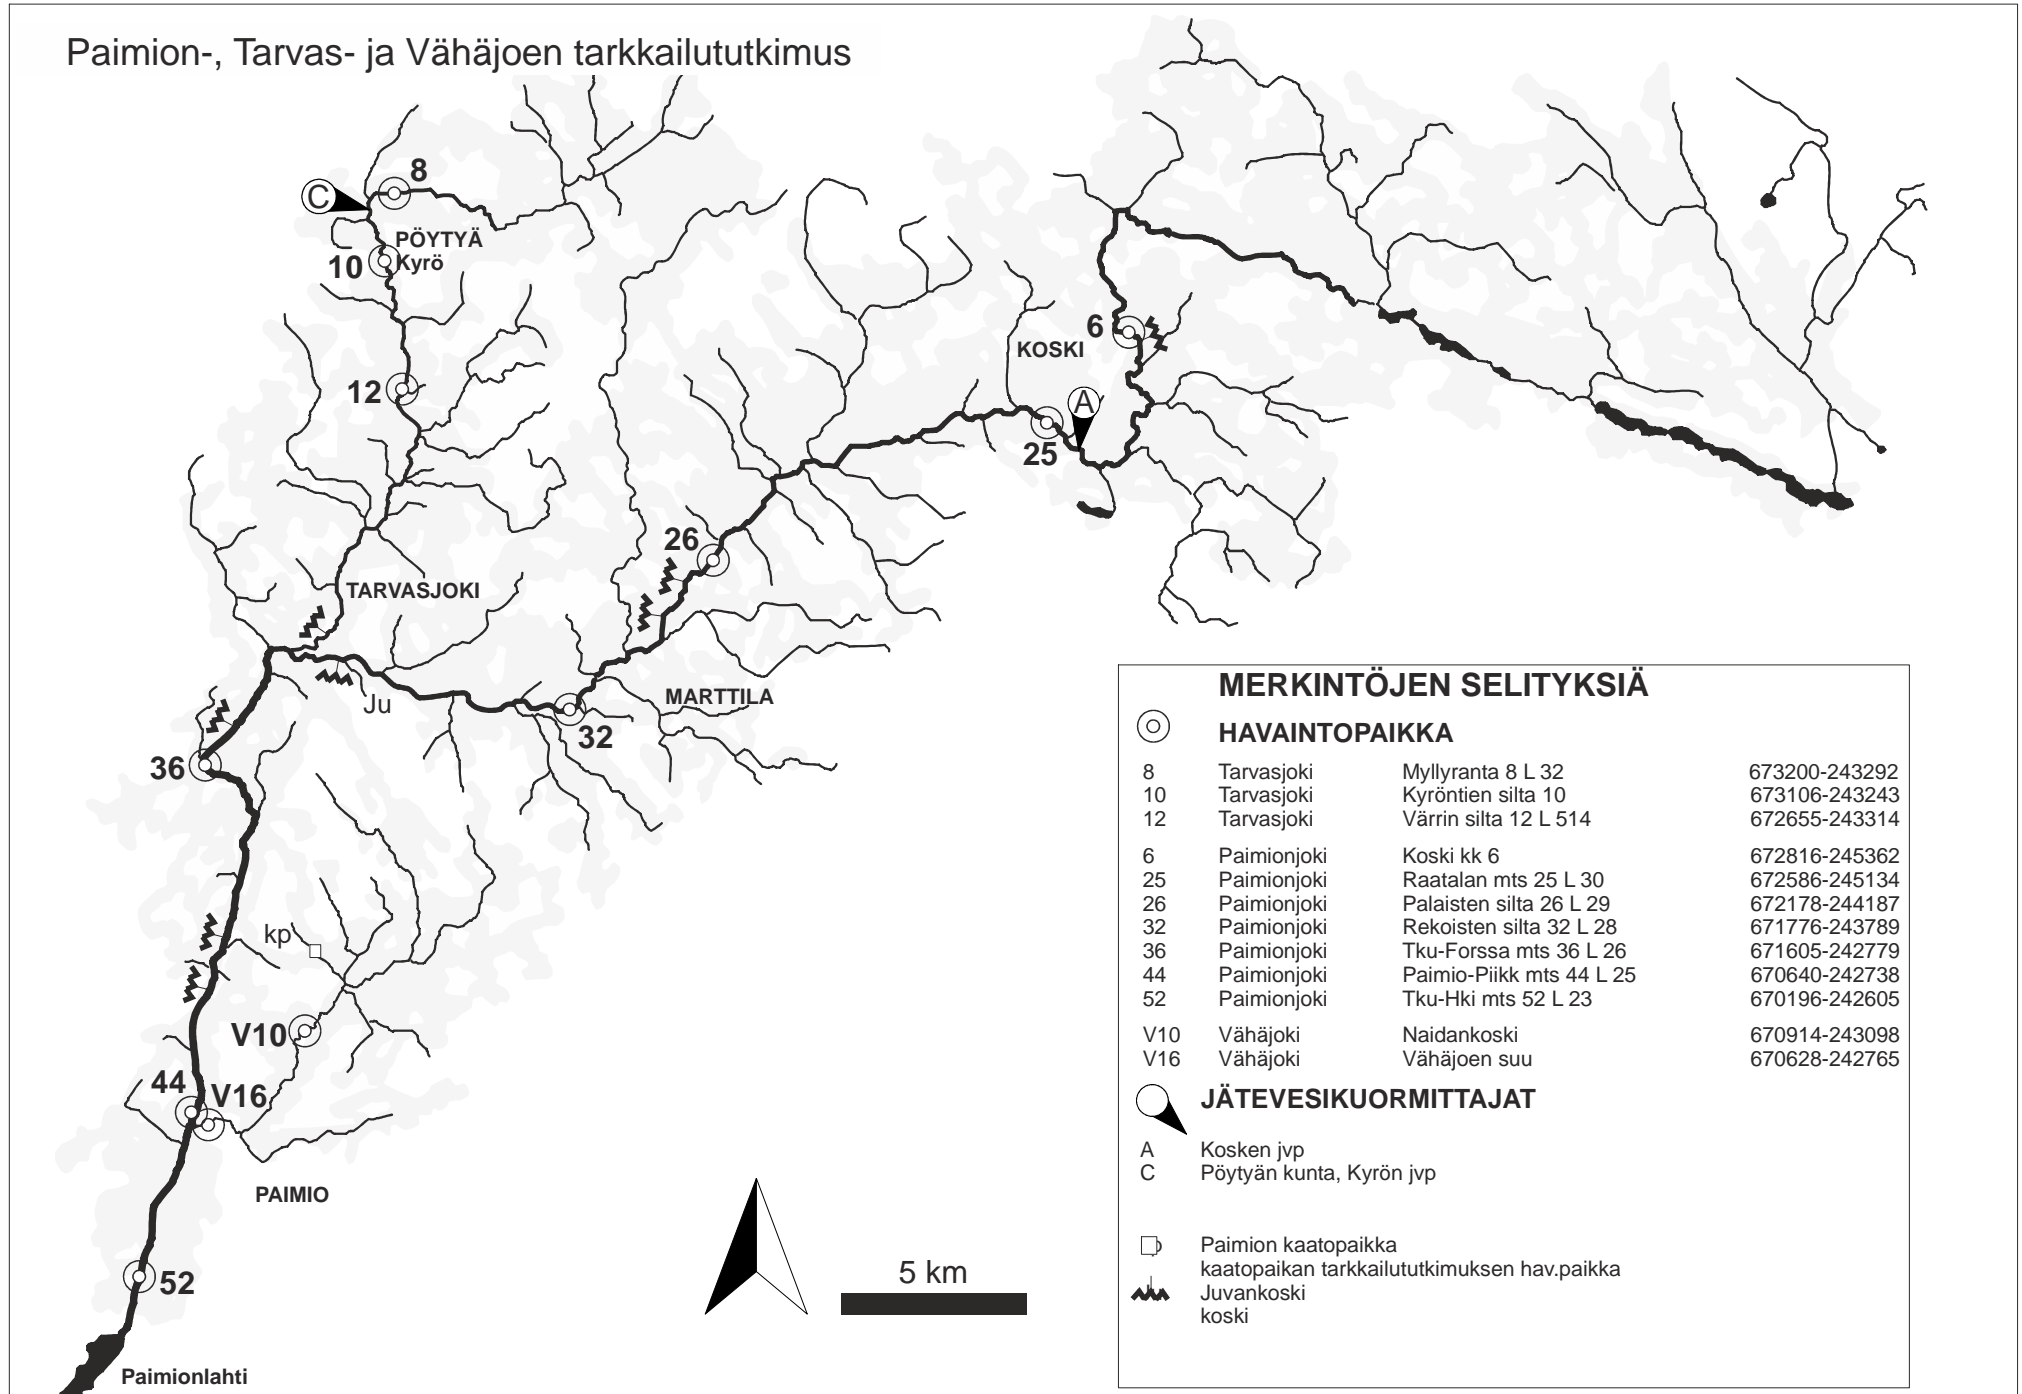 Paimion-, Tarvas- ja Vähäjoen tarkkailututkimus
8
C
PÖYTYÄ
10 Kyrö
6
KOSKI
12
A
25
26
TARVASJOKI
MARTTILA
Ju
32
36
kp
V10
44
V16
PAIMIO
52
5 km
Paimionlahti
MERKINTÖJEN SELITYKSIÄ
HAVAINTOPAIKKA
8 Tarvasjoki Myllyranta 8 L 32 673200-243292
10 Tarvasjoki Kyröntien silta 10 673106-243243
12 Tarvasjoki Värrin silta 12 L 514 672655-243314
6 Paimionjoki Koski kk 6 672816-245362
25 Paimionjoki Raatalan mts 25 L 30 672586-245134
26 Paimionjoki Palaisten silta 26 L 29 672178-244187
32 Paimionjoki Rekoisten silta 32 L 28 671776-243789
36 Paimionjoki Tku-Forssa mts 36 L 26 671605-242779
44 Paimionjoki Paimio-Piikk mts 44 L 25 670640-242738
52 Paimionjoki Tku-Hki mts 52 L 23 670196-242605
V10 Vähäjoki Naidankoski 670914-243098
V16 Vähäjoki Vähäjoen suu 670628-242765
JÄTEVESIKUORMITTAJAT
A Kosken jvp
C Pöytyän kunta, Kyrön jvp
Paimion kaatopaikka
kaatopaikan tarkkailututkimuksen hav.paikka
Juvankoski
koski